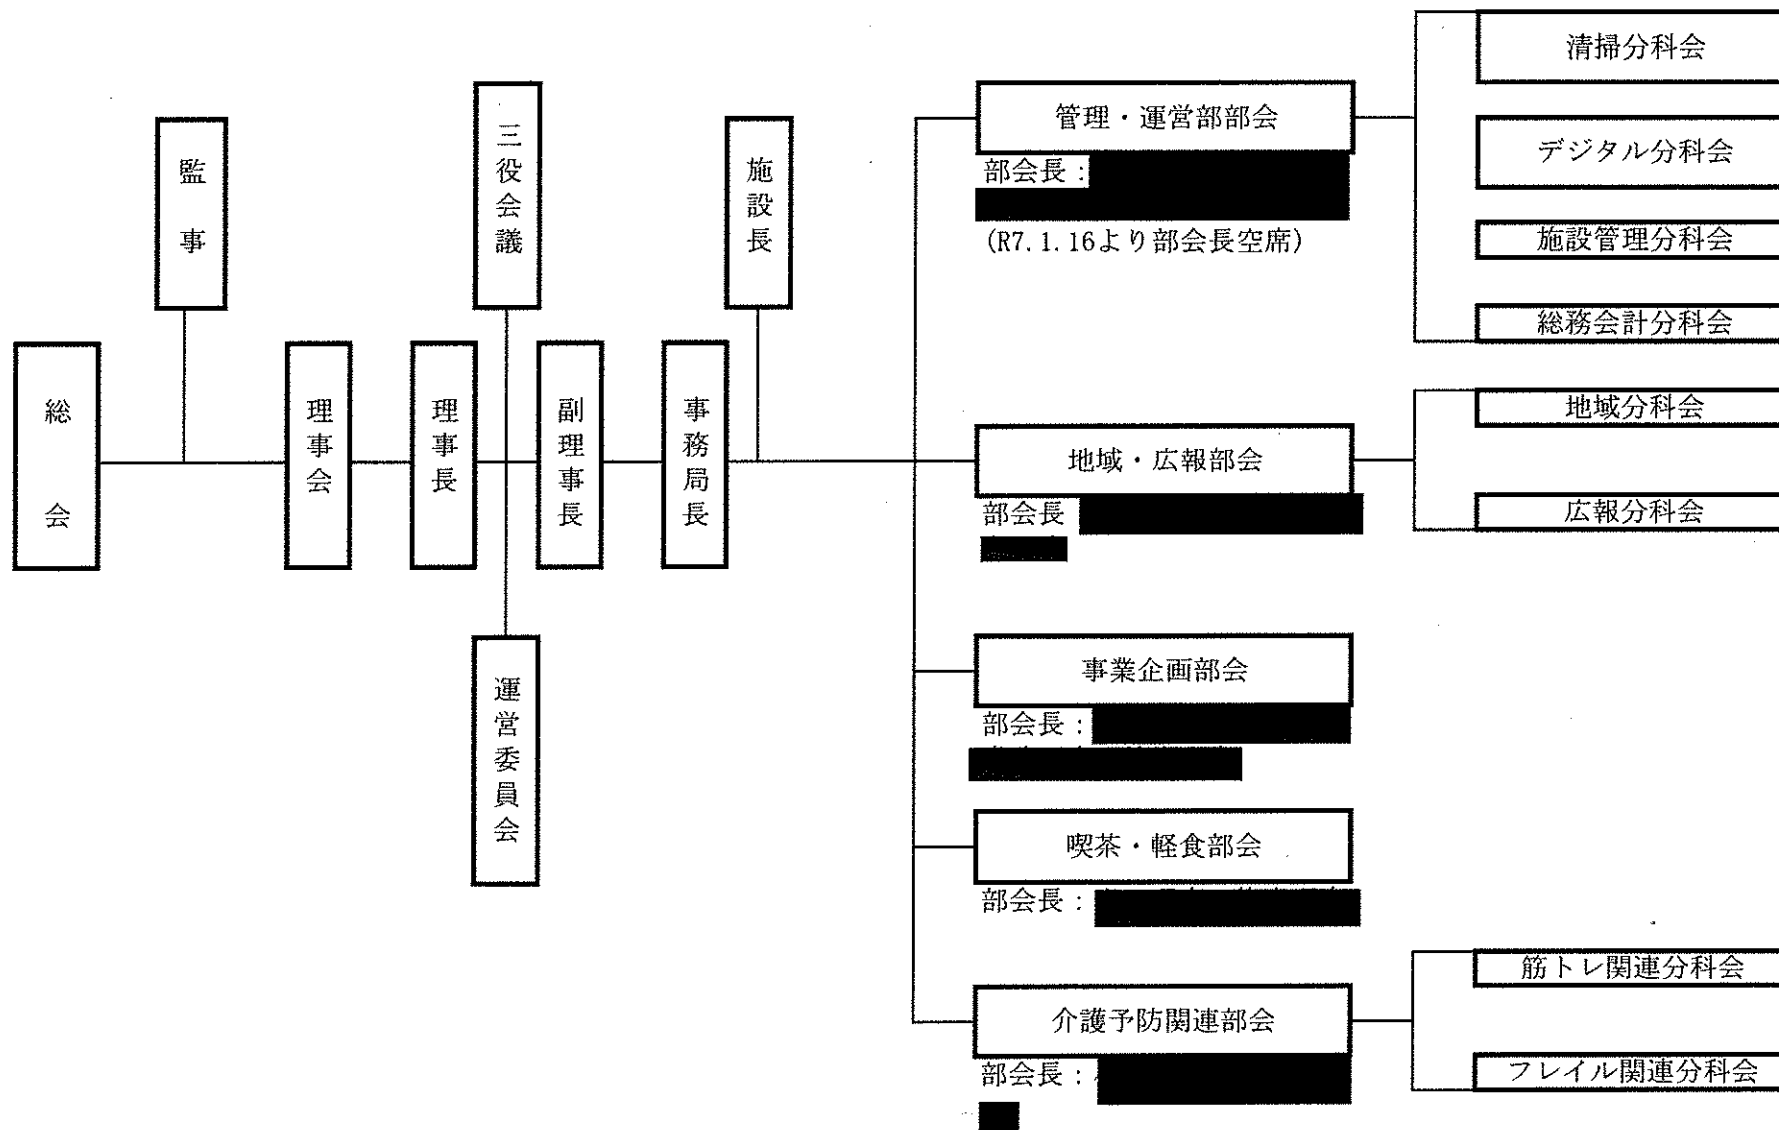 総会
監事
理事会
理事長
三役会議
運営委員会
副理事長
事務局長
施設長
管理・運営部部会
部会長：
(R7.1.16より部会長空席)
清掃分科会
デジタル分科会
施設管理分科会
総務会計分科会
地域・広報部会
部会長
地域分科会
広報分科会
事業企画部会
部会長：
喫茶・軽食部会
部会長：
介護予防関連部会
部会長：
筋トレ関連分科会
フレイル関連分科会